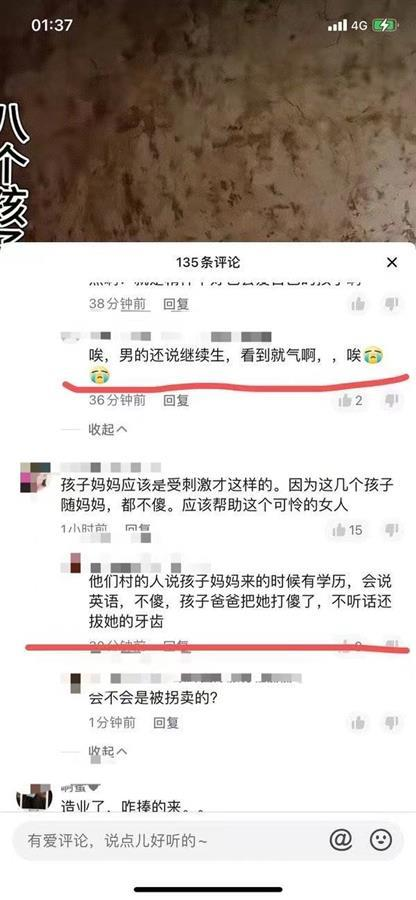 01:37
4G
八个孩
135条评论
38分钟前 回复
唉，男的还说继续生，看到就气啊，，唉😭
😭
36分钟前 回复
2
收起
孩子妈妈应该是受刺激才这样的。因为这几个孩子
随妈妈，都不傻。应该帮助这个可怜的女人
1小时前 回复
15
他们村的人说孩子妈妈来的时候有学历，会说
英语，不傻，孩子爸爸把她打傻了，不听话还
拔她的牙齿
回复
会不会是被拐卖的?
1分钟前 回复
收起
造业了，咋揍的来。。
有爱评论，说点儿好听的~